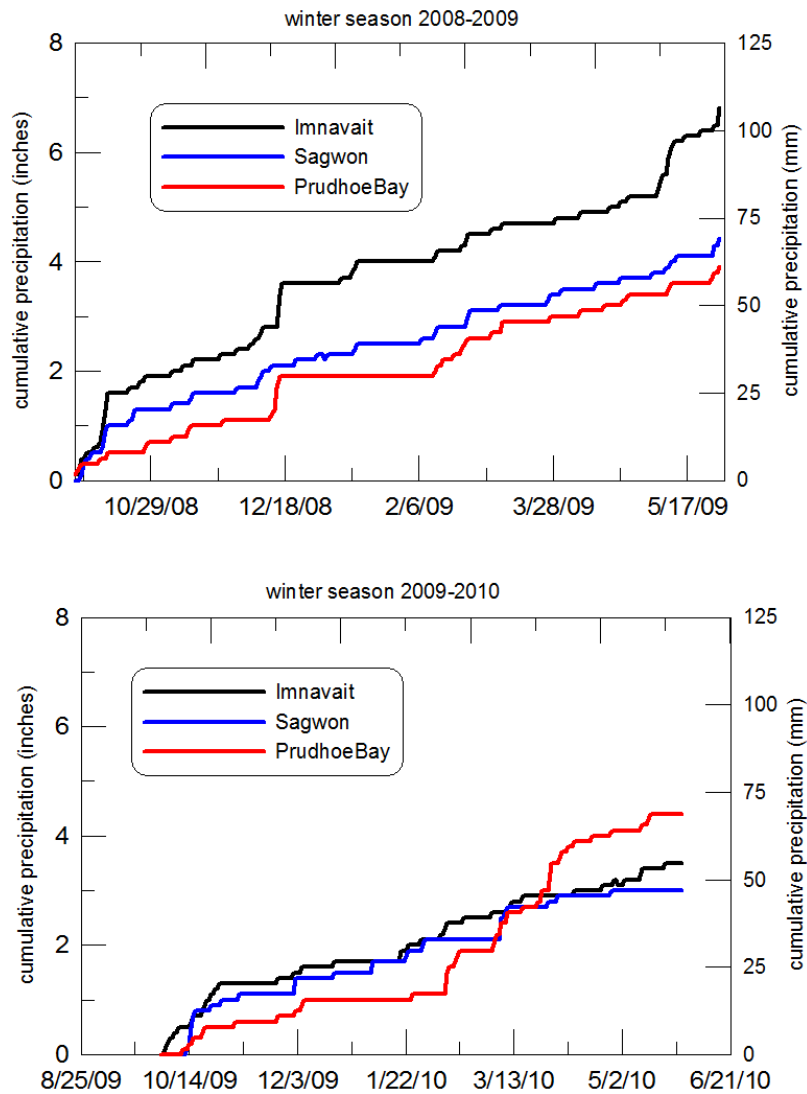 winter season 2008-2009
cumulative precipitation (inches)
8
6
4
2
0
Imnavait
Sagwon
PrudhoeBay
125
100
75
50
25
0
cumulative precipitation (mm)
10/29/08 12/18/08 2/6/09 3/28/09 5/17/09
winter season 2009-2010
cumulative precipitation (inches)
8
6
4
2
0
Imnavait
Sagwon
PrudhoeBay
125
100
75
50
25
0
cumulative precipitation (mm)
8/25/09 10/14/09 12/3/09 1/22/10 3/13/10 5/2/10 6/21/10